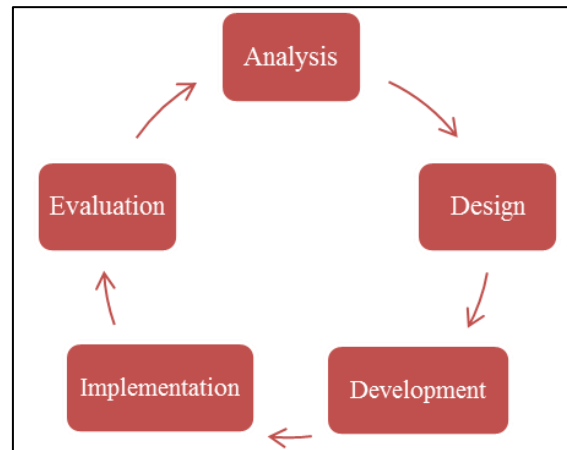 Analysis
Design
Development
Implementation
Evaluation